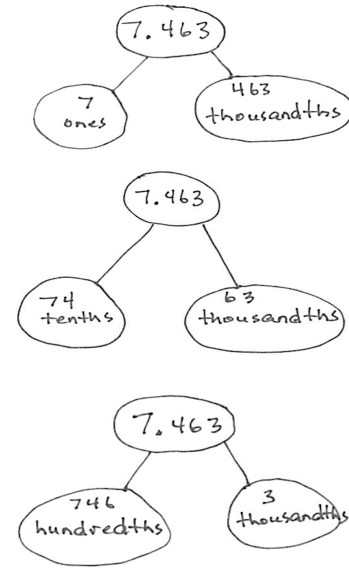 7.463
7
ones
463
thousandths
7.463
74
tenths
63
thousandths
7.463
746
hundredths
3
thousandths